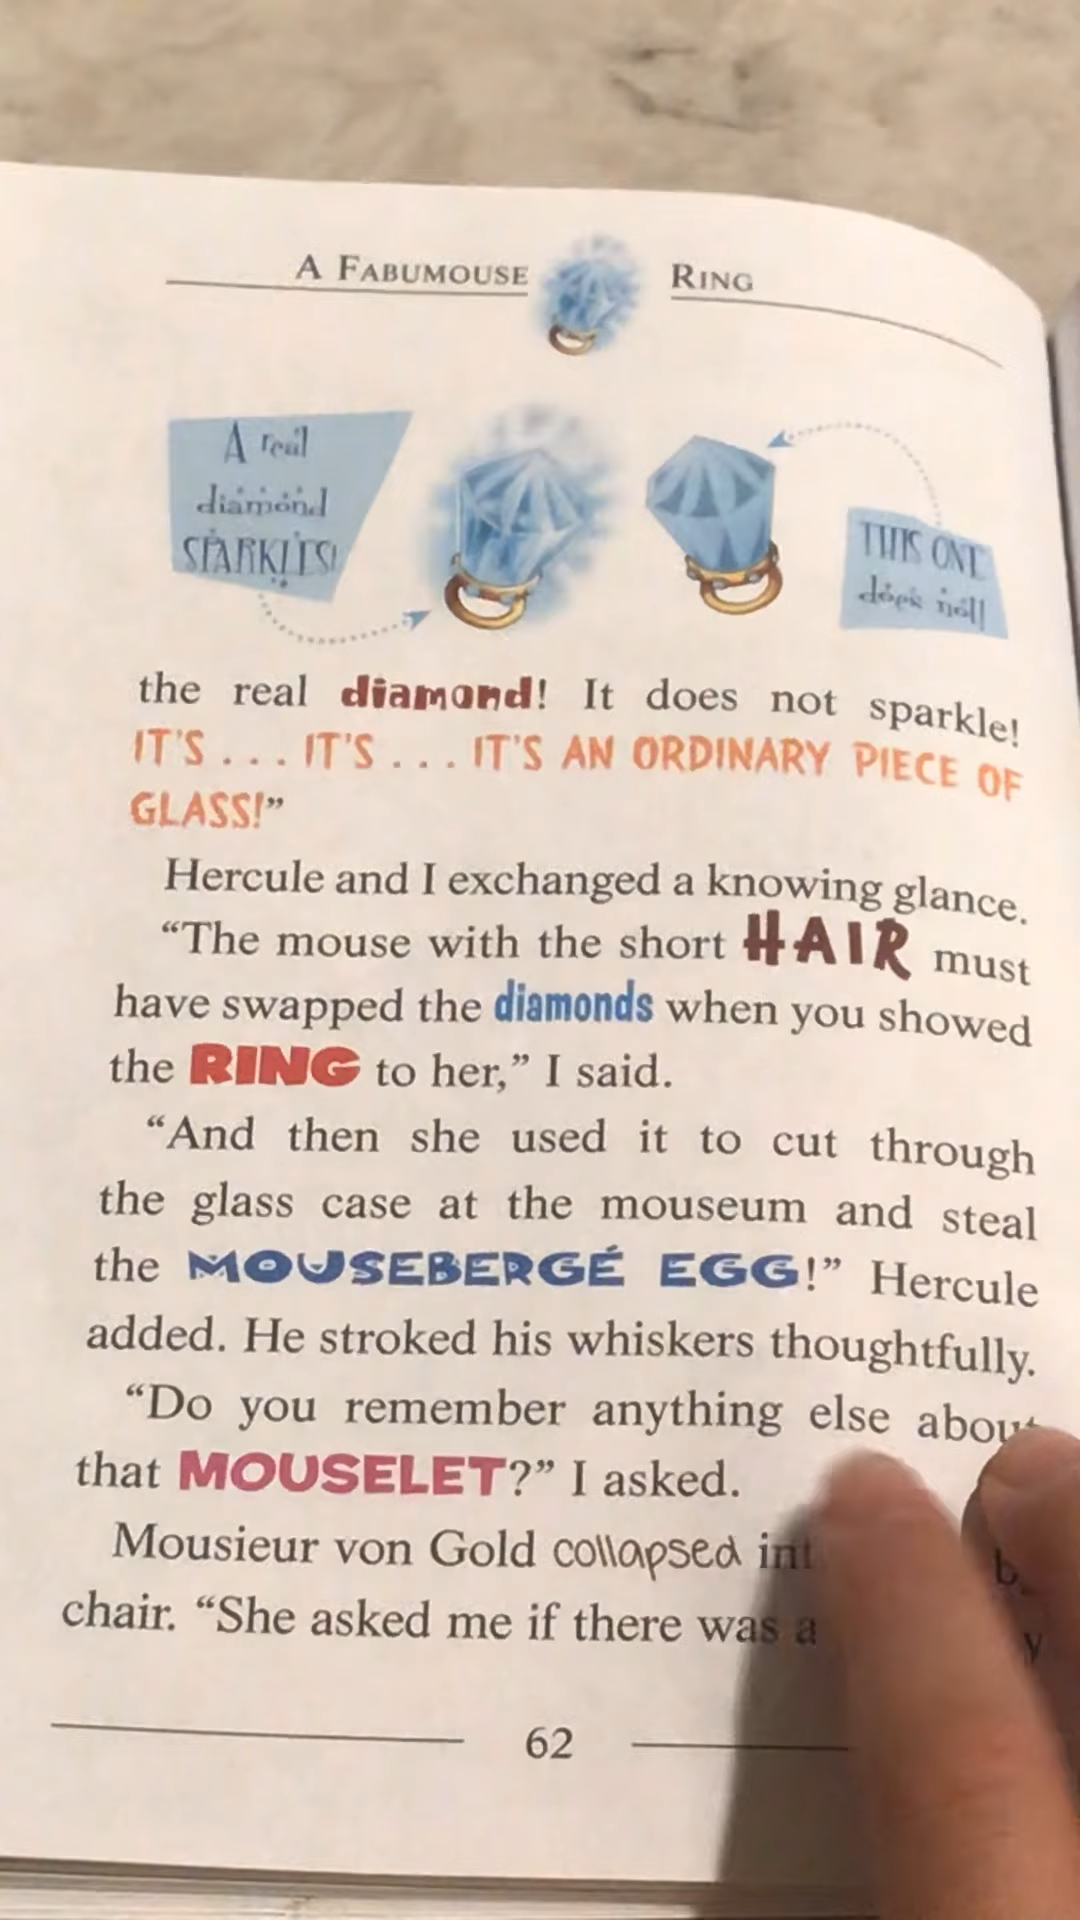 A FABUMOUSE RING
A real
diamond
SPARKLES!
THIS ONE
does not!
the real diamond! It does not sparkle!
IT'S . . . IT'S . . . IT'S AN ORDINARY PIECE OF
GLASS!”
Hercule and I exchanged a knowing glance.
“The mouse with the short HAIR must
have swapped the diamonds when you showed
the RING to her,” I said.
“And then she used it to cut through
the glass case at the mouseum and steal
the MOUSEBERGÉ EGG!” Hercule
added. He stroked his whiskers thoughtfully.
“Do you remember anything else about
that MOUSELET?” I asked.
Mousieur von Gold collapsed
chair. “She asked me if there was a
62